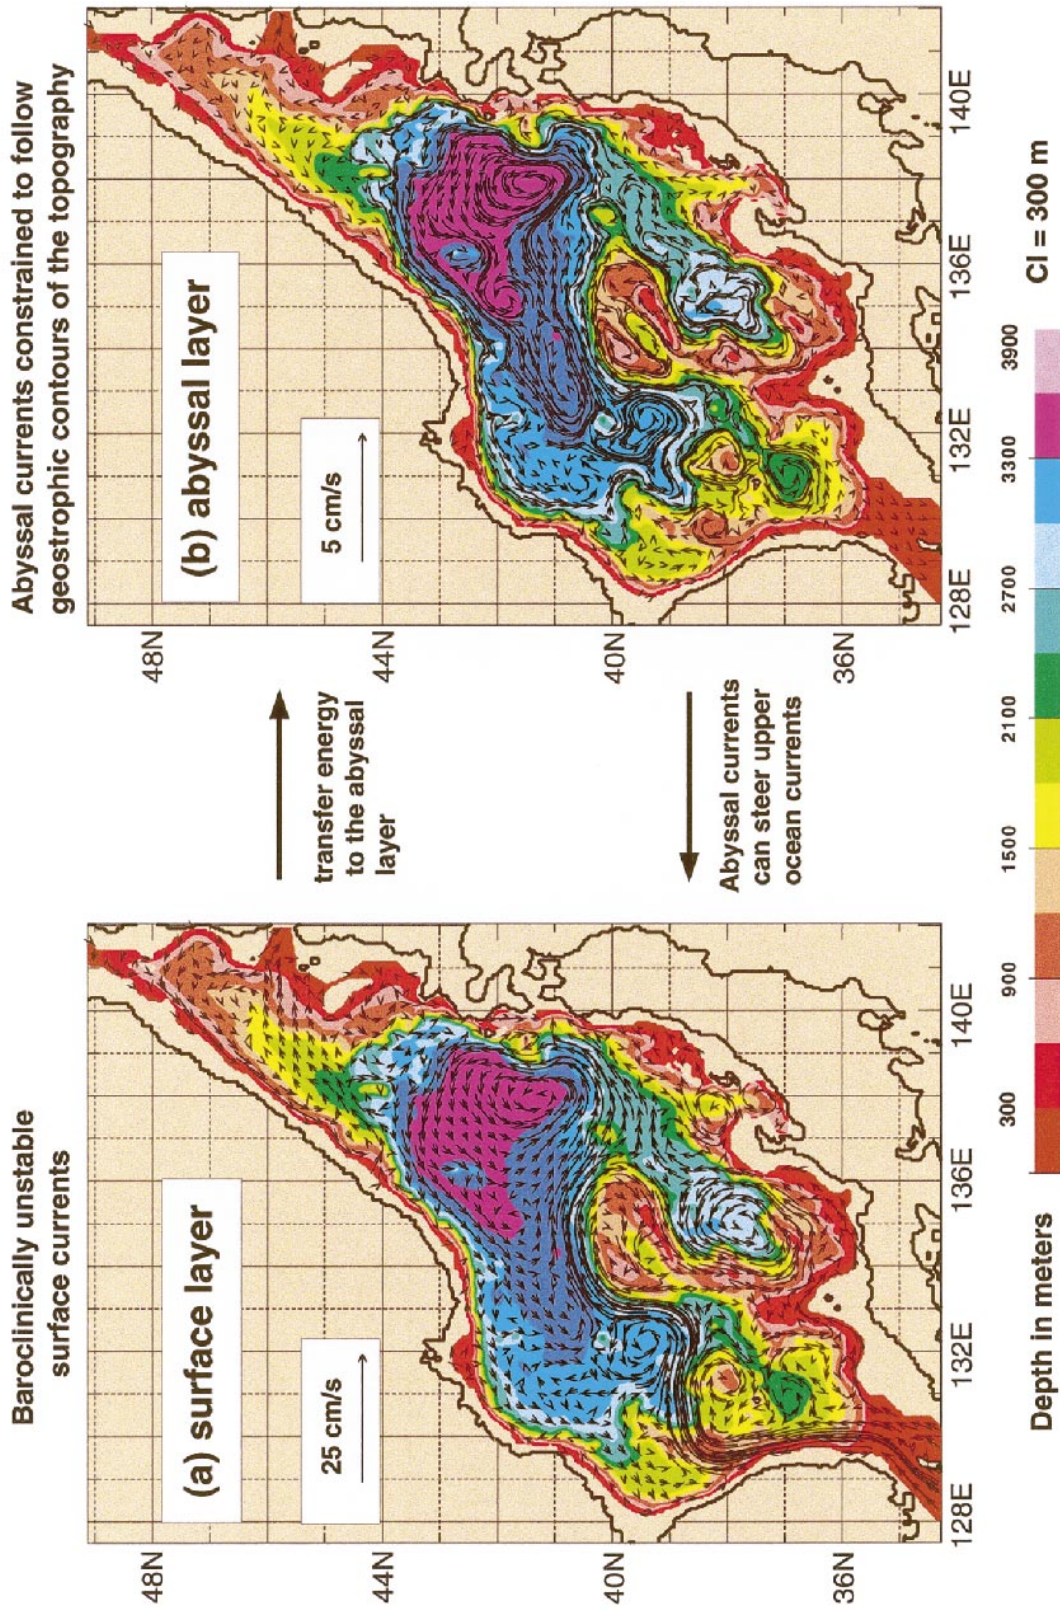 Baroclinically unstable
surface currents
(a) surface layer
25 cm/s
48N
44N
40N
36N
128E
132E
136E
140E
transfer energy
to the abyssal
layer
Abyssal currents
can steer upper
ocean currents
Abyssal currents constrained to follow
geostrophic contours of the topography
(b) abyssal layer
5 cm/s
48N
44N
40N
36N
128E
132E
136E
140E
Depth in meters
300
900
1500
2100
2700
3300
3900
CI = 300 m